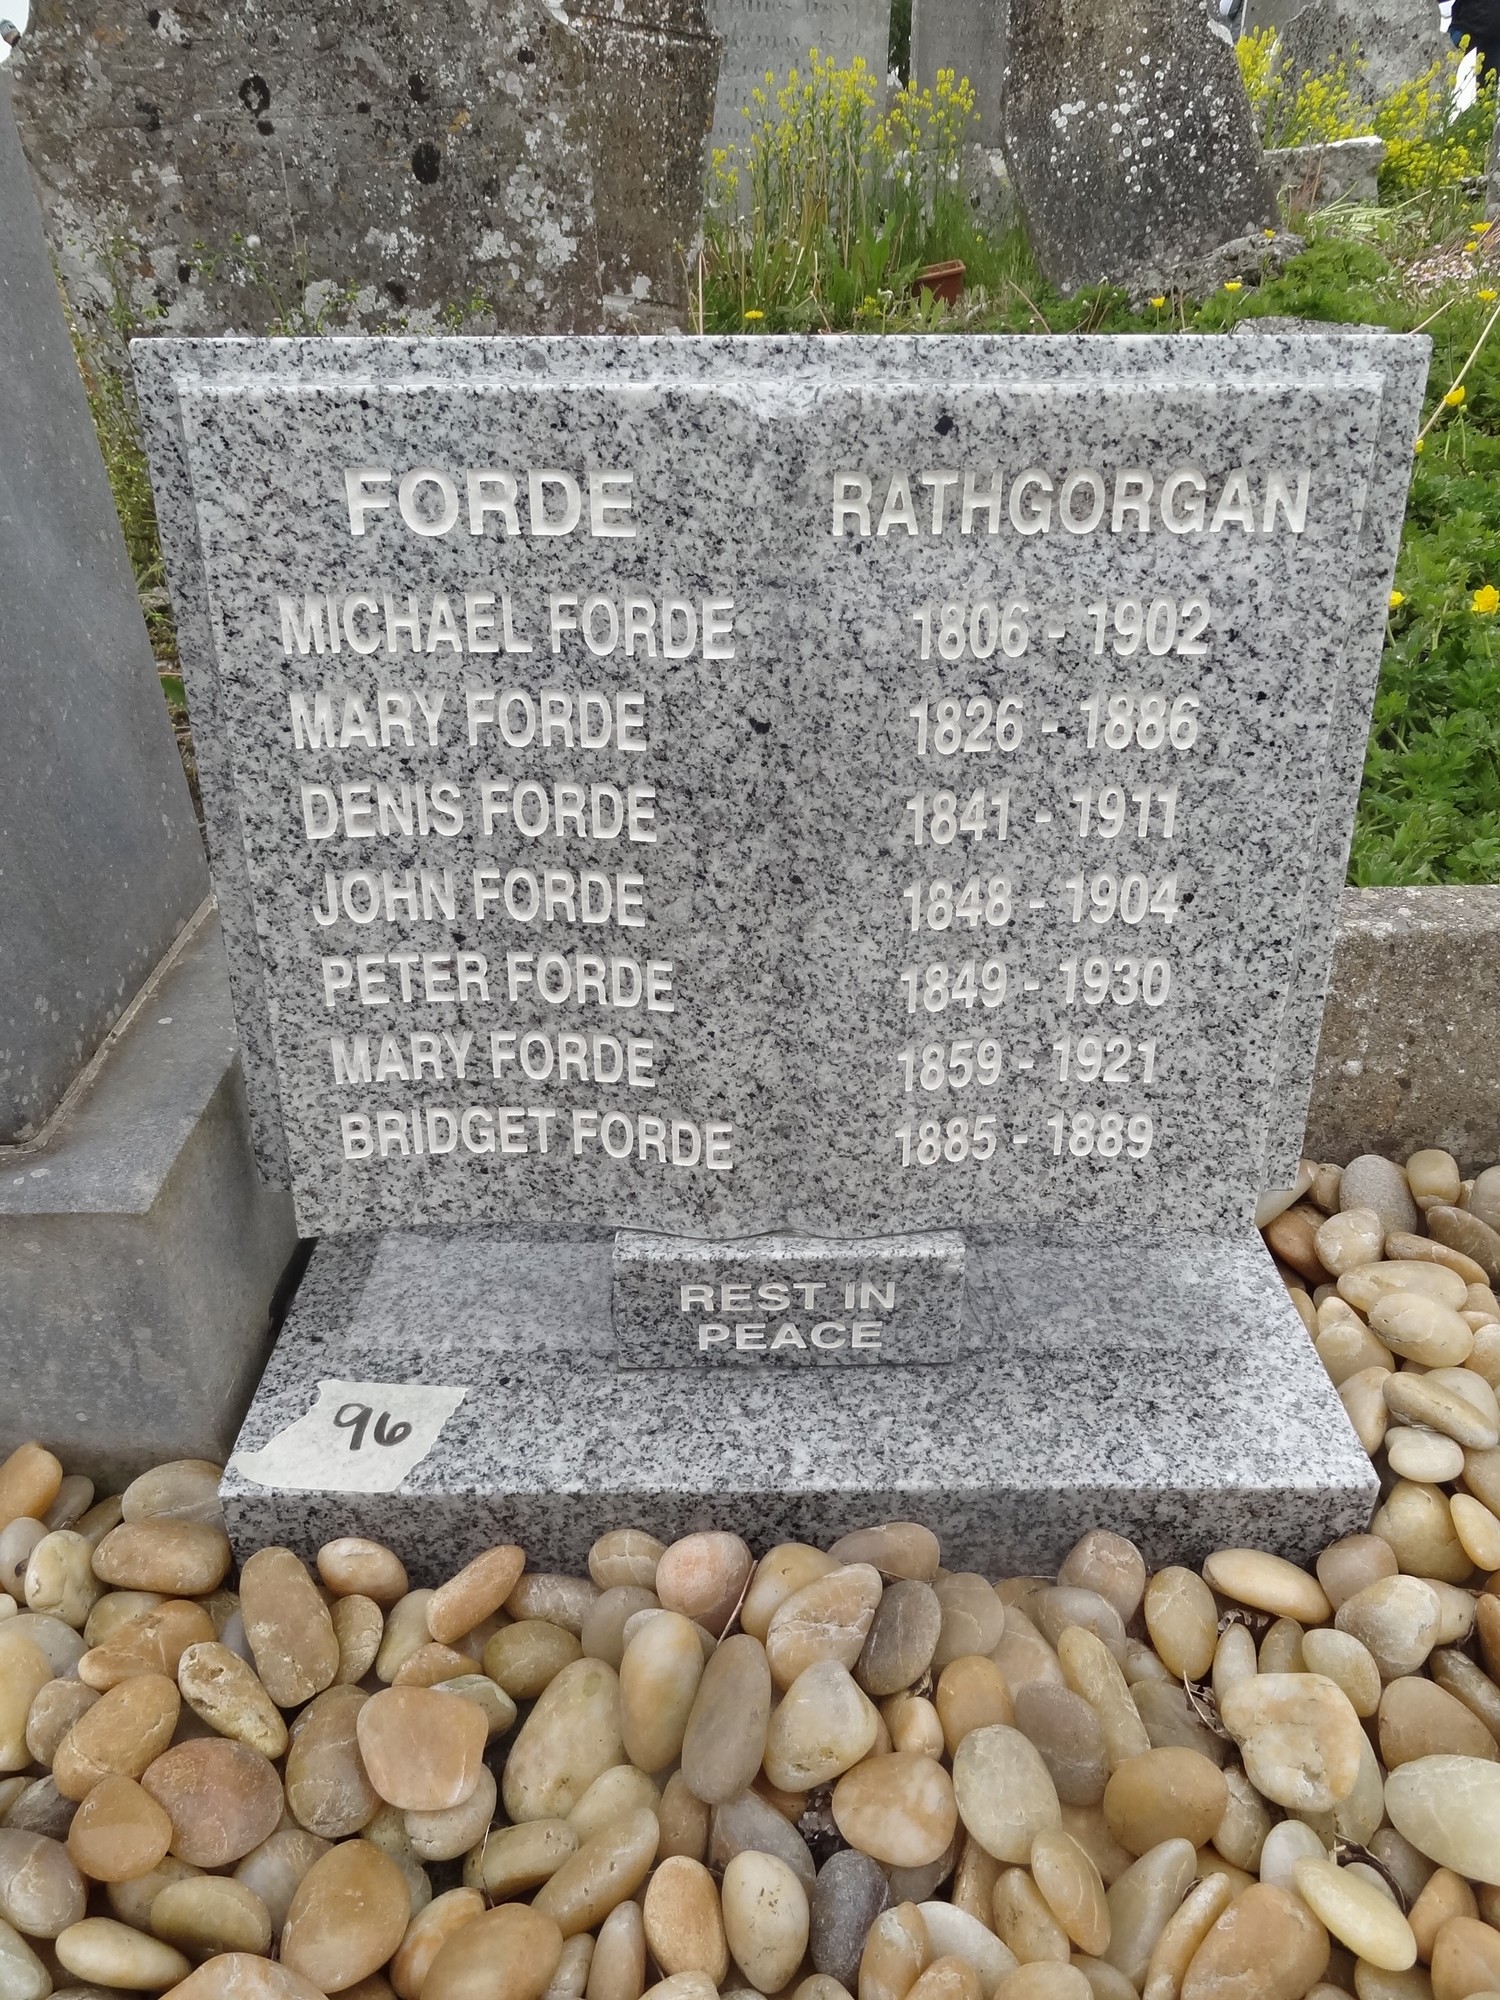 FORDE RATHGORGAN
MICHAEL FORDE 1806 - 1902
MARY FORDE 1826 - 1886
DENIS FORDE 1841 - 1911
JOHN FORDE 1848 - 1904
PETER FORDE 1849 - 1930
MARY FORDE 1859 - 1921
BRIDGET FORDE 1885 - 1889
REST IN
PEACE
96